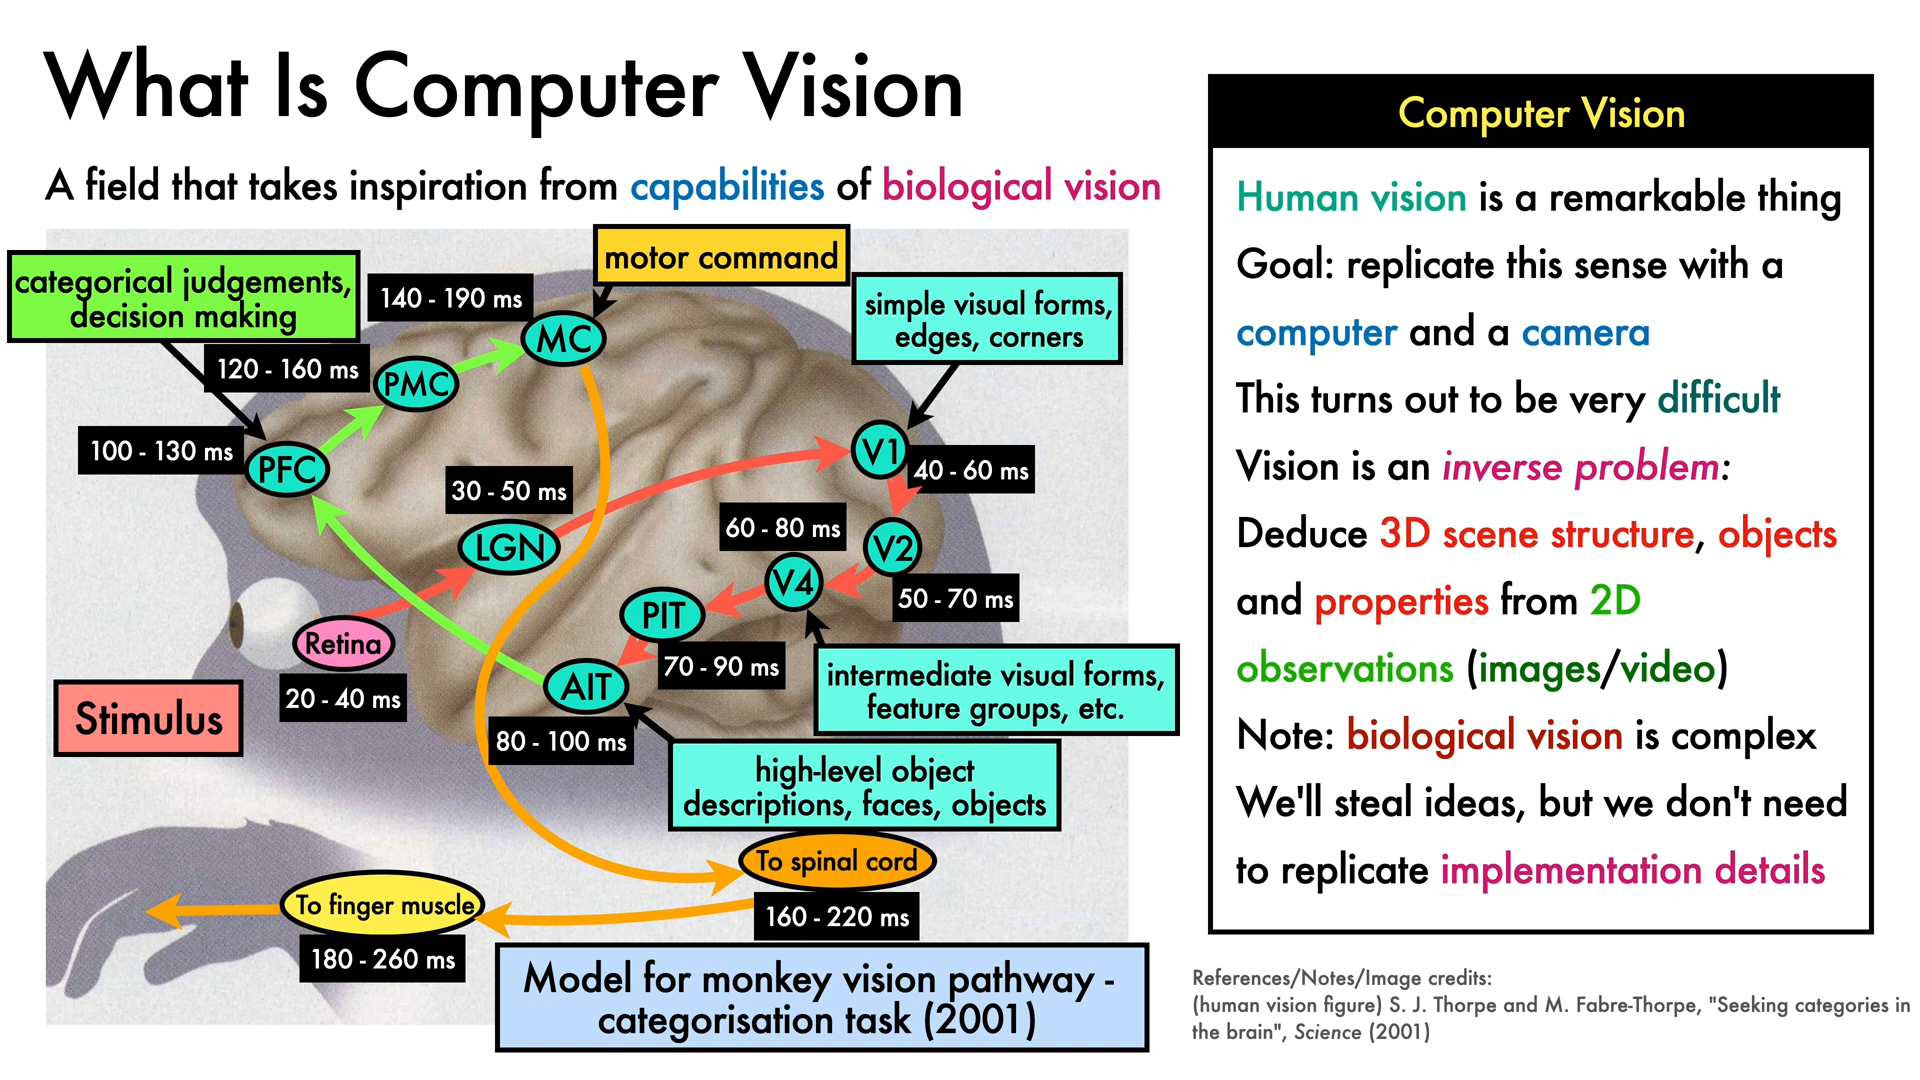 What Is Computer Vision
A field that takes inspiration from capabilities of biological vision
categorical judgements,
decision making
140 - 190 ms
motor command
simple visual forms,
edges, corners
MC
120 - 160 ms
PMC
100 - 130 ms
PFC
30 - 50 ms
LGN
V1
40 - 60 ms
60 - 80 ms
V2
V4
50 - 70 ms
PIT
Retina
20 - 40 ms
70 - 90 ms
AIT
80 - 100 ms
intermediate visual forms,
feature groups, etc.
Stimulus
high-level object
descriptions, faces, objects
To spinal cord
160 - 220 ms
To finger muscle
180 - 260 ms
Model for monkey vision pathway -
categorisation task (2001)
Computer Vision
Human vision is a remarkable thing
Goal: replicate this sense with a
computer and a camera
This turns out to be very difficult
Vision is an inverse problem:
Deduce 3D scene structure, objects
and properties from 2D
observations (images/video)
Note: biological vision is complex
We'll steal ideas, but we don't need
to replicate implementation details
References/Notes/Image credits:
(human vision figure) S. J. Thorpe and M. Fabre-Thorpe, "Seeking categories in
the brain", Science (2001)